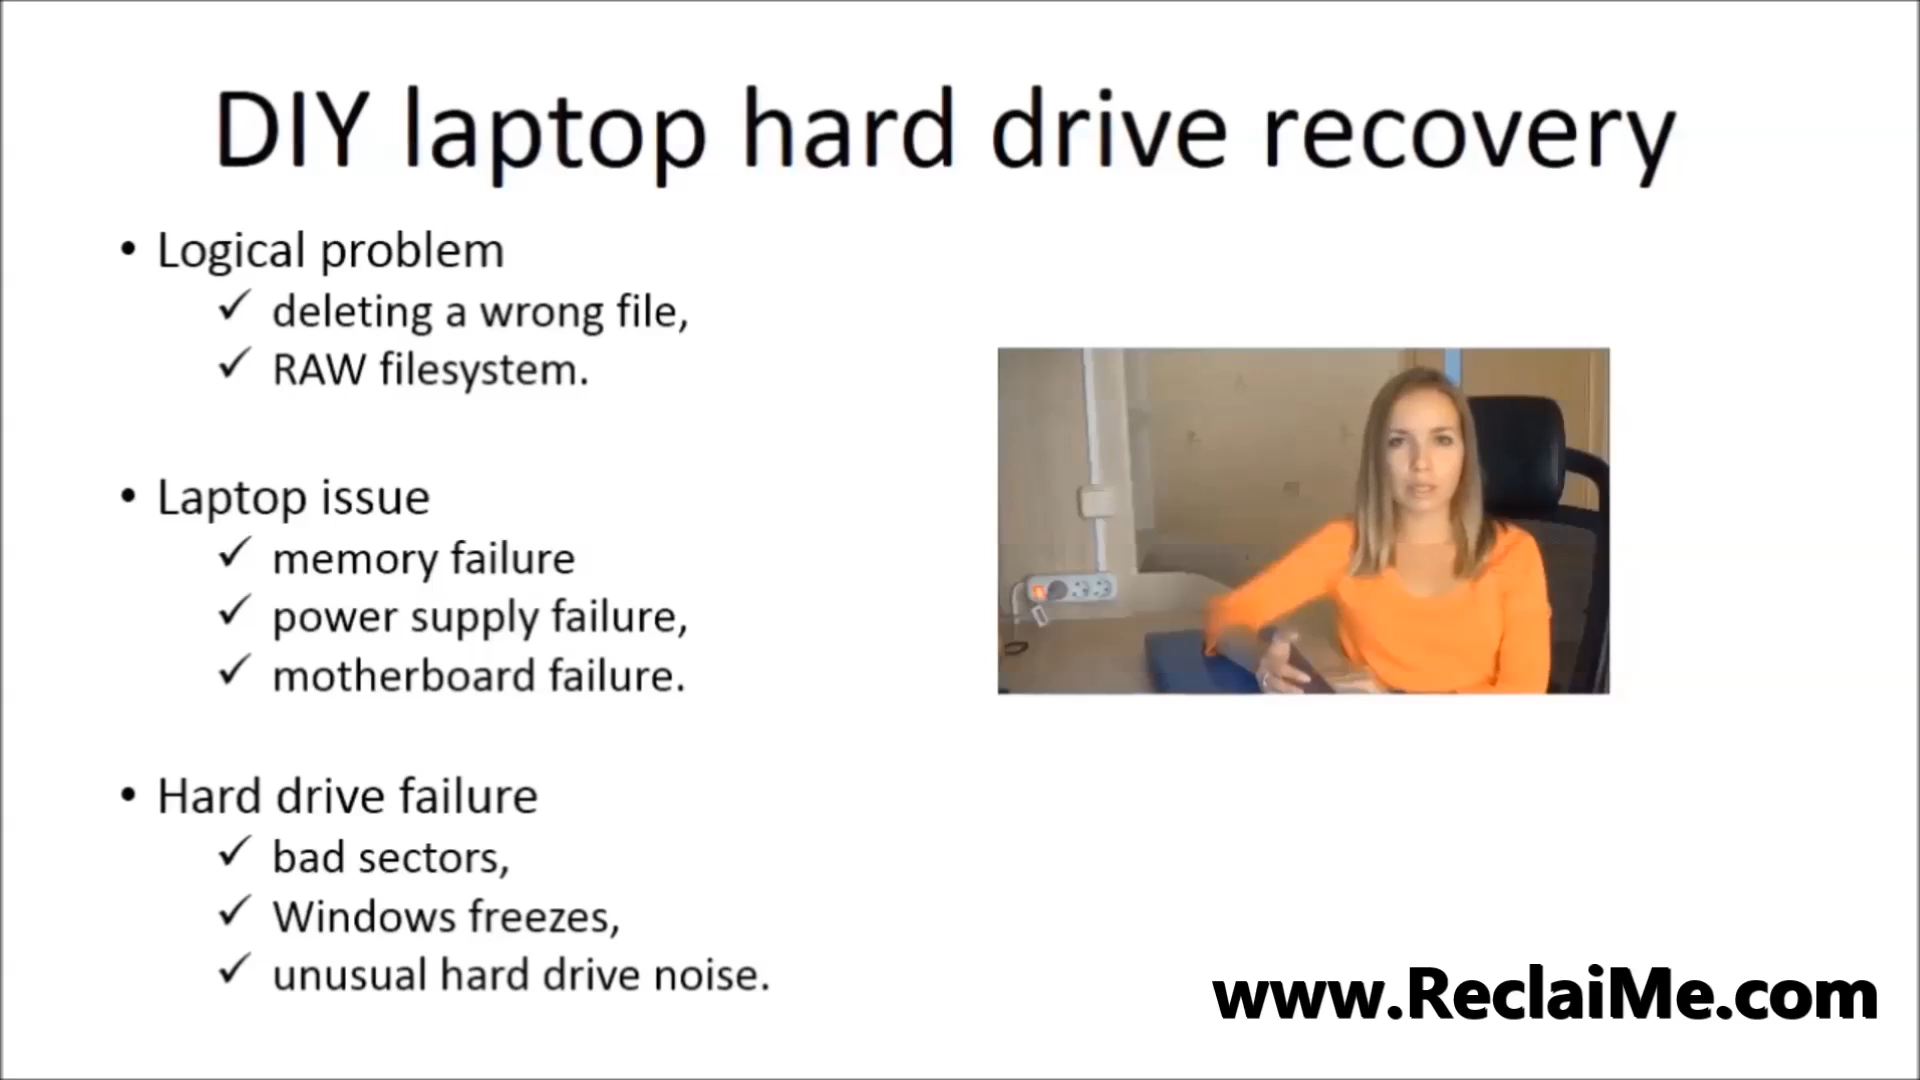 DIY laptop hard drive recovery
• Logical problem
✓ deleting a wrong file,
✓ RAW filesystem.
• Laptop issue
✓ memory failure
✓ power supply failure,
✓ motherboard failure.
• Hard drive failure
✓ bad sectors,
✓ Windows freezes,
✓ unusual hard drive noise.
www.ReclaiMe.com